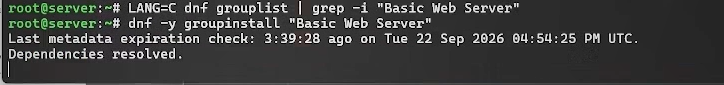 root@server:~# LANG=C dnf grouplist | grep -i "Basic Web Server"
root@server:~# dnf -y groupinstall "Basic Web Server"
Last metadata expiration check: 3:39:28 ago on Tue 22 Sep 2026 04:54:25 PM UTC.
Dependencies resolved.